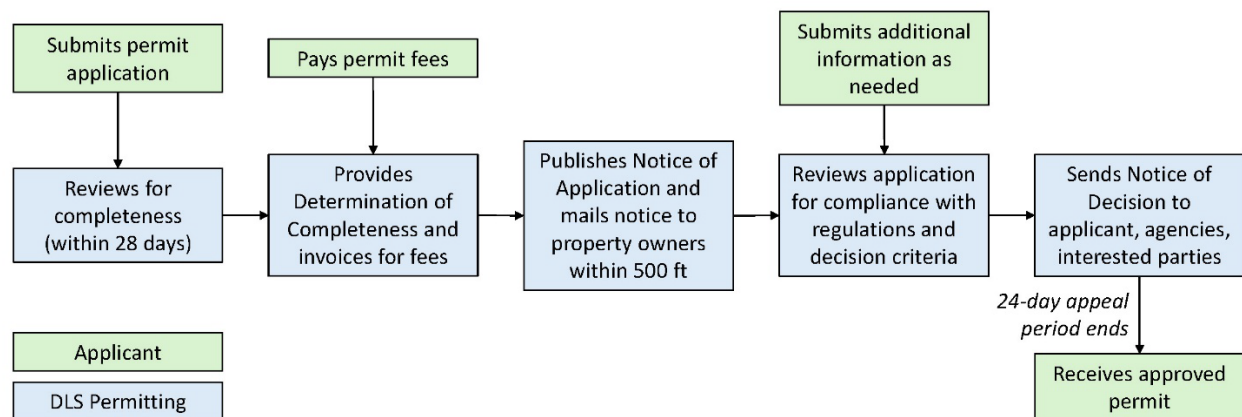 Submits permit
application
Pays permit fees
Submits additional
information as
needed
Reviews for
completeness
(within 28 days)
Provides
Determination of
Completeness and
invoices for fees
Publishes Notice of
Application and
mails notice to
property owners
within 500 ft
Reviews application
for compliance with
regulations and
decision criteria
Sends Notice of
Decision to
applicant, agencies,
interested parties
24-day appeal
period ends
Receives approved
permit
Applicant
DLS Permitting